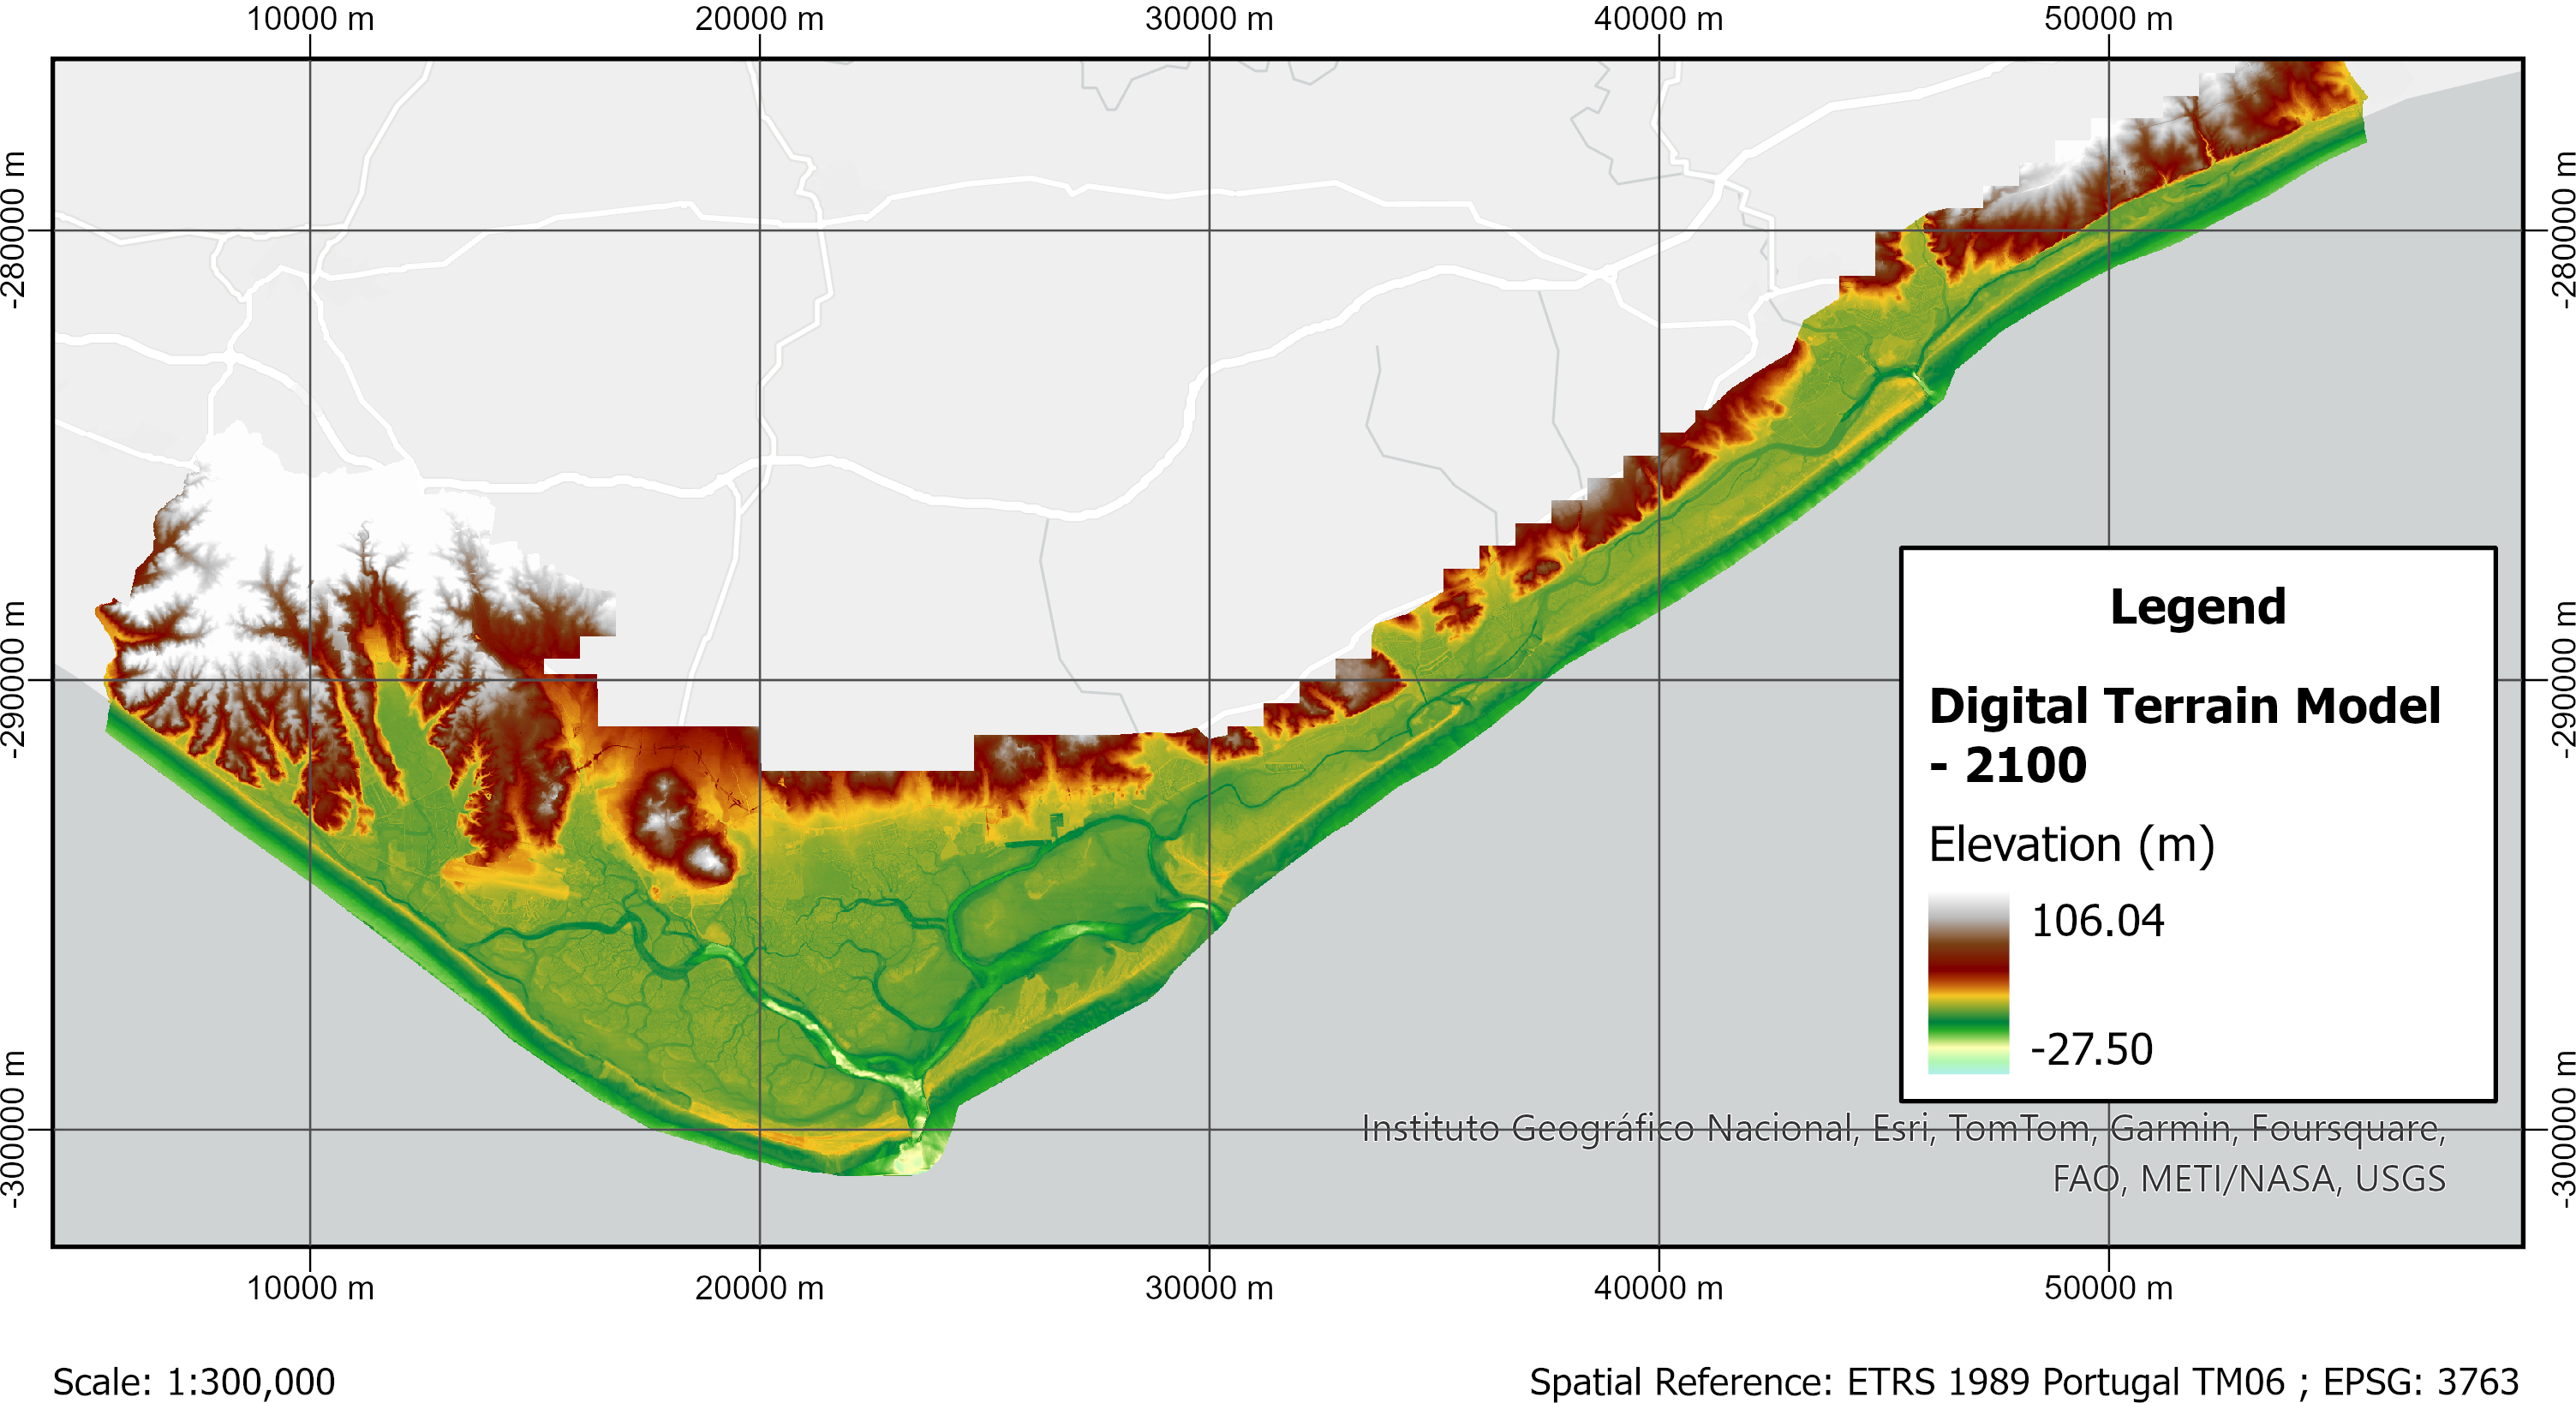 10000 m 20000 m 30000 m 40000 m 50000 m
-280000 m -280000 m
-290000 m -290000 m
-300000 m -300000 m
Legend
Digital Terrain Model
- 2100
Elevation (m)
106.04
-27.50
Instituto Geográfico Nacional, Esri, TomTom, Garmin, Foursquare,
FAO, METI/NASA, USGS
10000 m 20000 m 30000 m 40000 m 50000 m
Scale: 1:300,000
Spatial Reference: ETRS 1989 Portugal TM06 ; EPSG: 3763